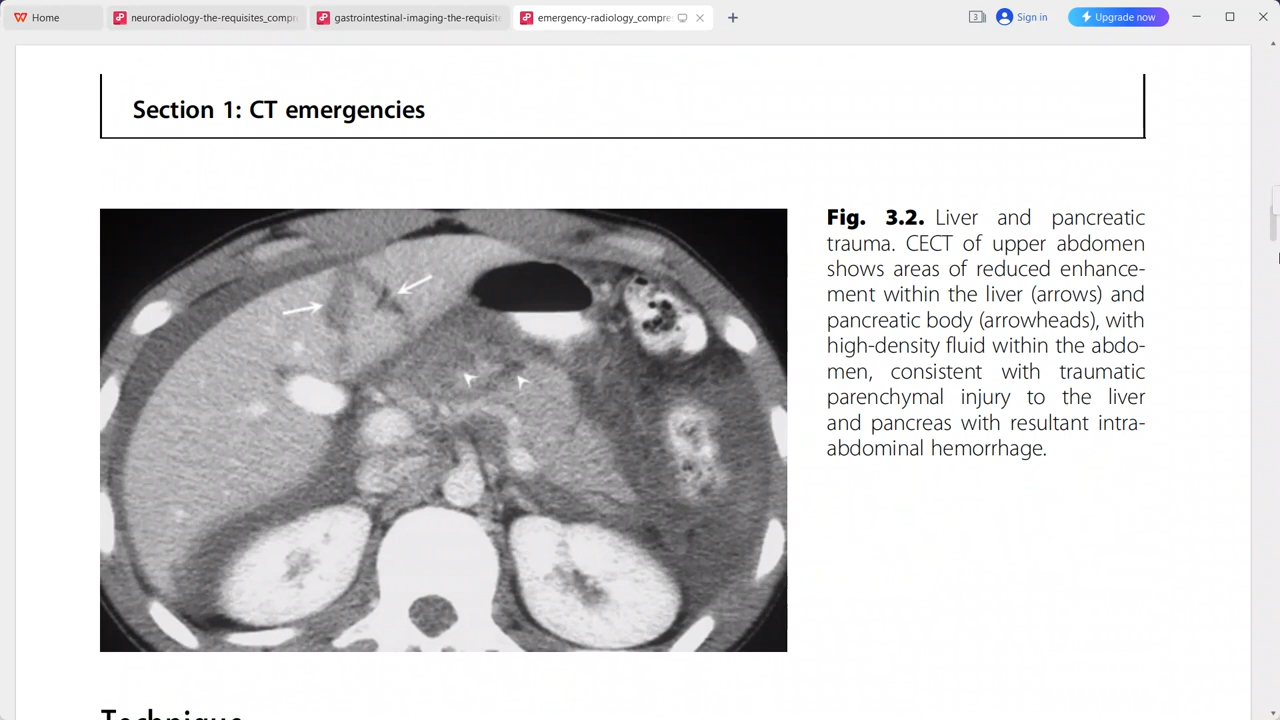 Home
neuroradiology-the-requisites_compr
gastrointestinal-imaging-the-requisite
emergency-radiology_compre
3
Sign in
Upgrade now
Section 1: CT emergencies
Fig. 3.2. Liver and pancreatic
trauma. CECT of upper abdomen
shows areas of reduced enhance-
ment within the liver (arrows) and
pancreatic body (arrowheads), with
high-density fluid within the abdo-
men, consistent with traumatic
parenchymal injury to the liver
and pancreas with resultant intra-
abdominal hemorrhage.
Technique